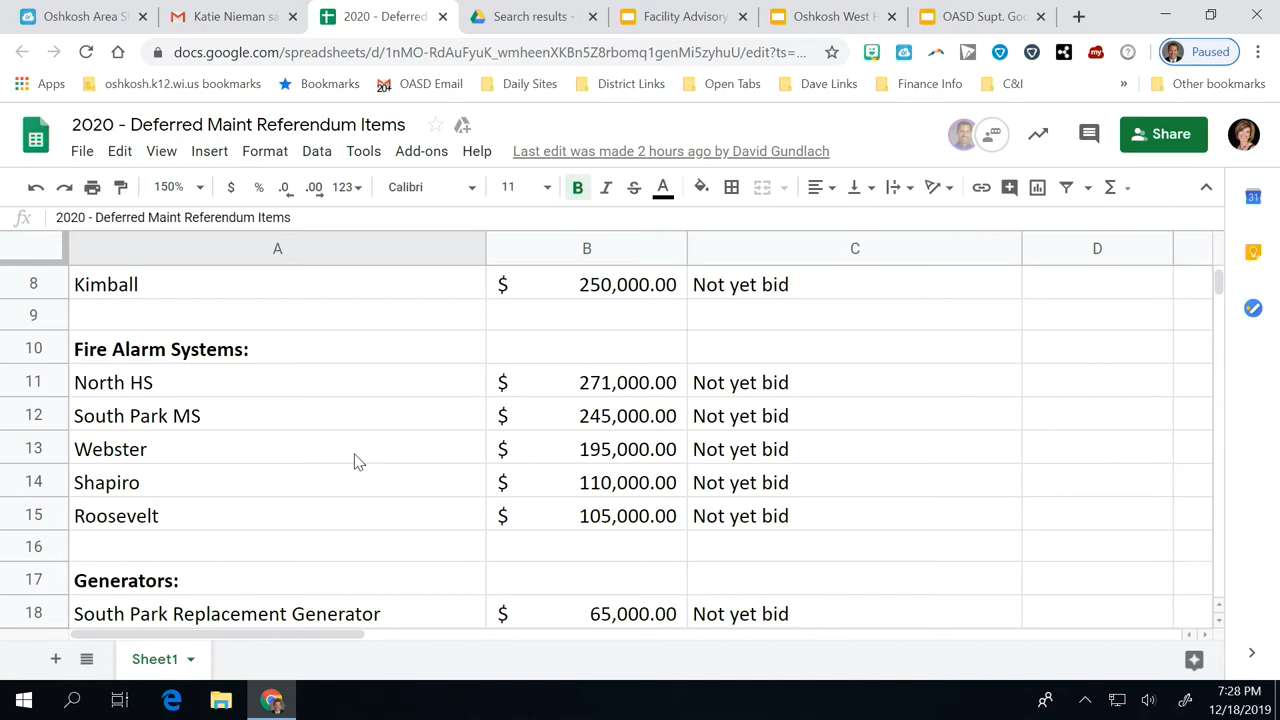 Oshkosh Area S
Katie Nieman sa
2020 - Deferred
Search results -
Facility Advisory
Oshkosh West H
OASD Supt. Goo
docs.google.com/spreadsheets/d/1nMO-RdAu
Paused
Apps
oshkosh.k12.wi.us bookmarks
Bookmarks
OASD Email
Daily Sites
District Links
Open Tabs
Dave Links
Finance Info
C&I
»
Other bookmarks
2020 - Deferred Maint Referendum Items
Share
File Edit View Insert Format Data Tools Add-ons Help Last edit was made 2 hours ago by David Gundlach
150% $ % .0 .00 123 Calibri 11 B I S A Σ
31
fx 2020 - Deferred Maint Referendum Items
A B C D
8 Kimball $ 250,000.00 Not yet bid
9
10 Fire Alarm Systems:
11 North HS $ 271,000.00 Not yet bid
12 South Park MS $ 245,000.00 Not yet bid
13 Webster $ 195,000.00 Not yet bid
14 Shapiro $ 110,000.00 Not yet bid
15 Roosevelt $ 105,000.00 Not yet bid
16
17 Generators:
18 South Park Replacement Generator $ 65,000.00 Not yet bid
+ Sheet1
7:28 PM
12/18/2019